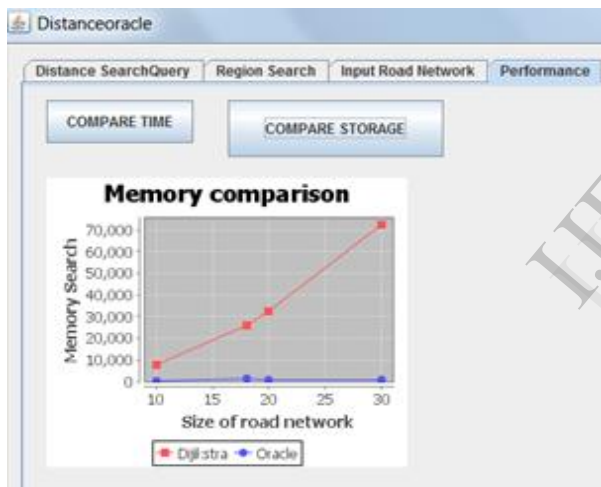 Distanceoracle
Distance SearchQuery Region Search Input Road Network Performance
COMPARE TIME COMPARE STORAGE
Memory comparison
Memory Search
70,000
60,000
50,000
40,000
30,000
20,000
10,000
0
10 15 20 25 30
Size of road network
Dijkstra Oracle